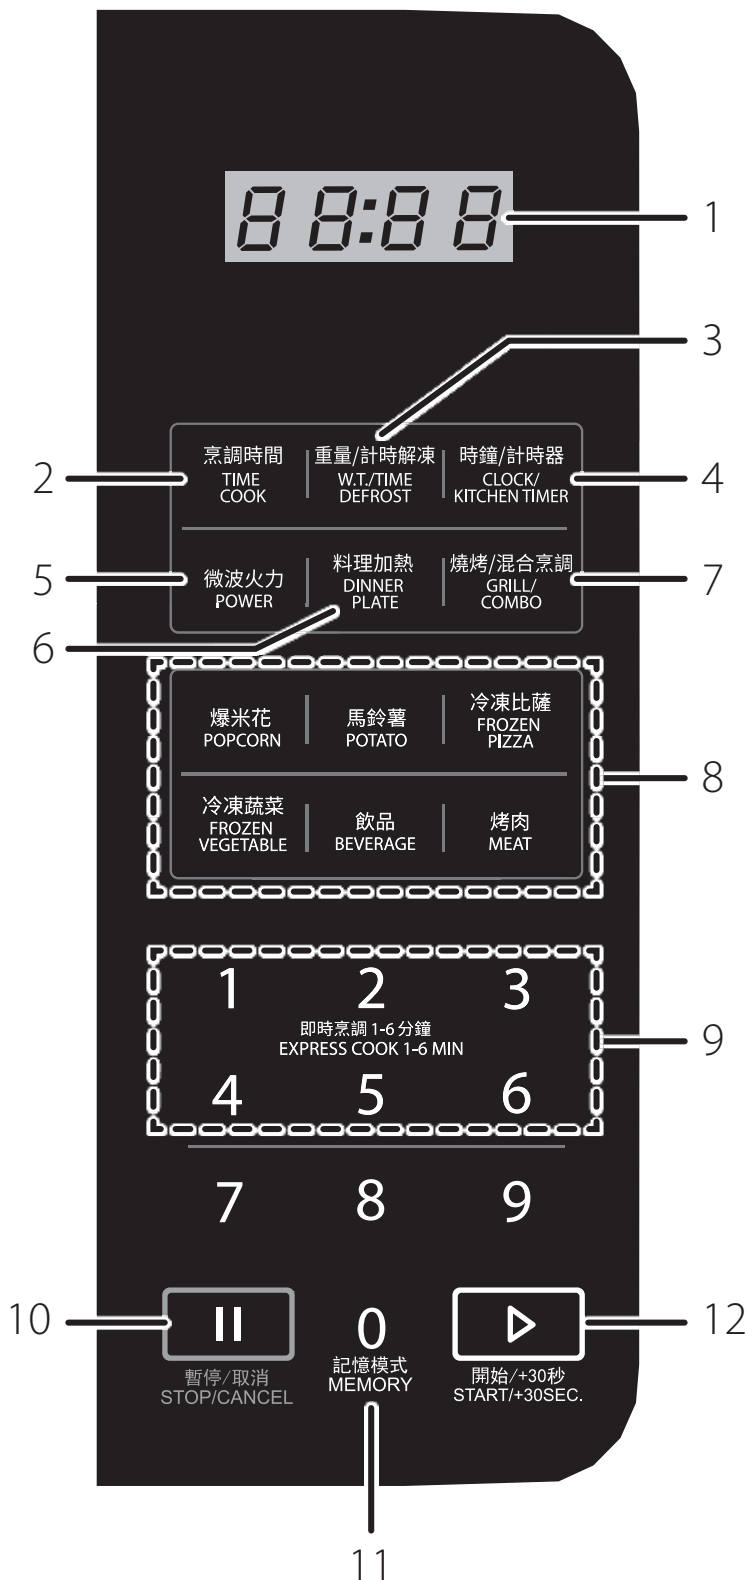 88:88
1
3
2
烹調時間
TIME
COOK
重量/計時解凍
W.T./TIME
DEFROST
時鐘/計時器
CLOCK/
KITCHEN TIMER
4
5
微波火力
POWER
料理加熱
DINNER
PLATE
燒烤/混合烹調
GRILL/
COMBO
7
6
爆米花
POPCORN
馬鈴薯
POTATO
冷凍比薩
FROZEN
PIZZA
8
冷凍蔬菜
FROZEN
VEGETABLE
飲品
BEVERAGE
烤肉
MEAT
1 2 3
即時烹調 1-6 分鐘
EXPRESS COOK 1-6 MIN
9
4 5 6
7 8 9
10
0
12
記憶模式
MEMORY
暫停/取消
STOP/CANCEL
開始/+30秒
START/+30SEC.
11